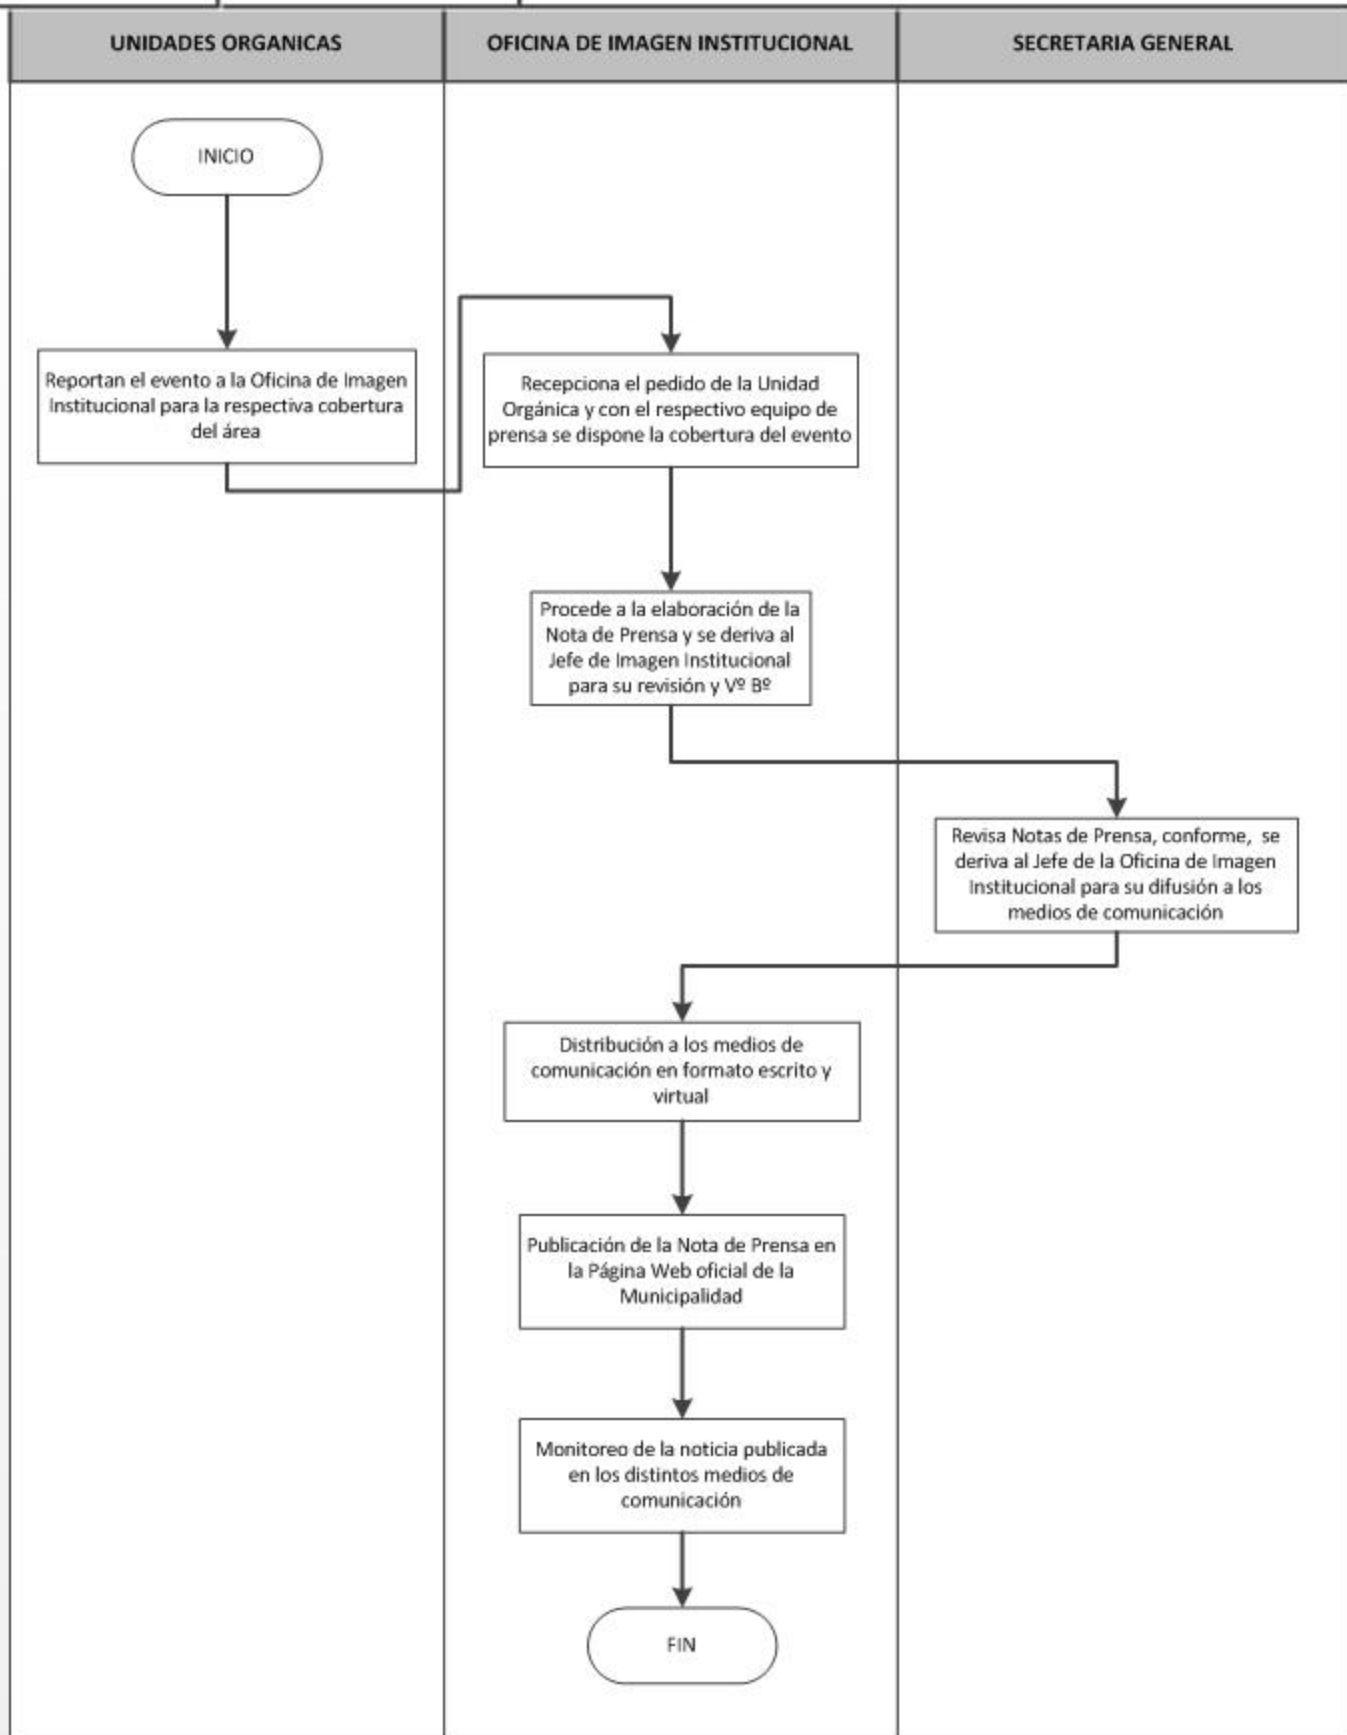 UNIDADES ORGANICAS
OFICINA DE IMAGEN INSTITUCIONAL
SECRETARIA GENERAL
INICIO
Reportan el evento a la Oficina de Imagen
Institucional para la respectiva cobertura
del área
Recepciona el pedido de la Unidad
Orgánica y con el respectivo equipo de
prensa se dispone la cobertura del evento
Procede a la elaboración de la
Nota de Prensa y se deriva al
Jefe de Imagen Institucional
para su revisión y Vº Bº
Revisa Notas de Prensa, conforme, se
deriva al Jefe de la Oficina de Imagen
Institucional para su difusión a los
medios de comunicación
Distribución a los medios de
comunicación en formato escrito y
virtual
Publicación de la Nota de Prensa en
la Página Web oficial de la
Municipalidad
Monitoreo de la noticia publicada
en los distintos medios de
comunicación
FIN